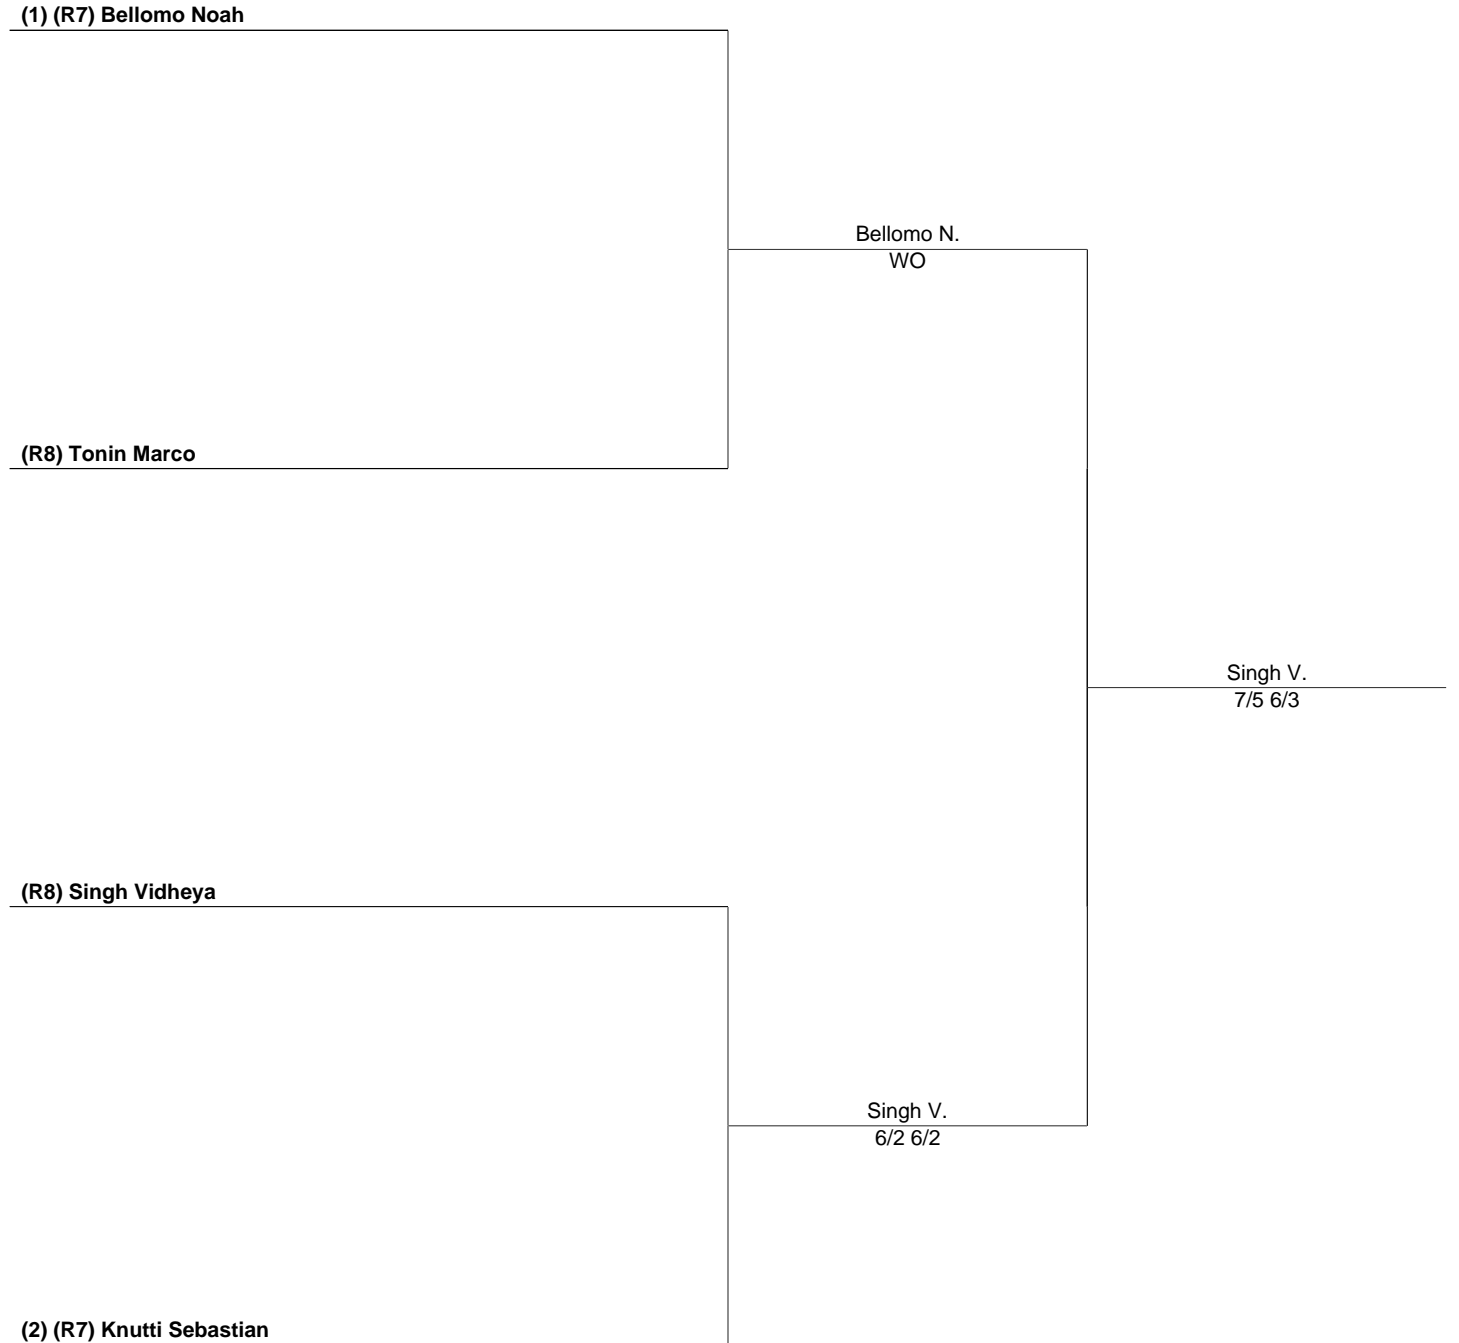 (1) (R7) Bellomo Noah
Bellomo N.
WO
(R8) Tonin Marco
Singh V.
7/5 6/3
(R8) Singh Vidheya
Singh V.
6/2 6/2
(2) (R7) Knutti Sebastian